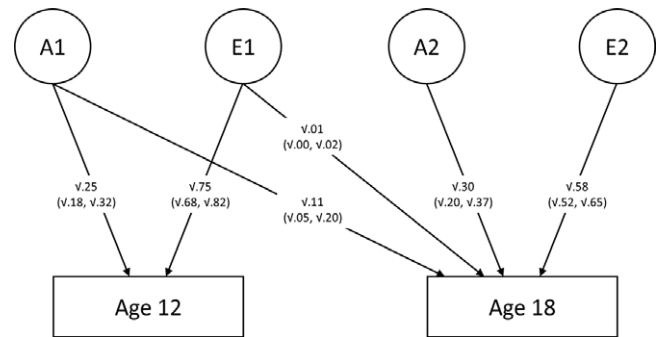 A1
E1
A2
E2
√.01
(√.00, √.02)
√.25
(√.18, √.32)
√.75
(√.68, √.82)
√.11
(√.05, √.20)
√.30
(√.20, √.37)
√.58
(√.52, √.65)
Age 12
Age 18